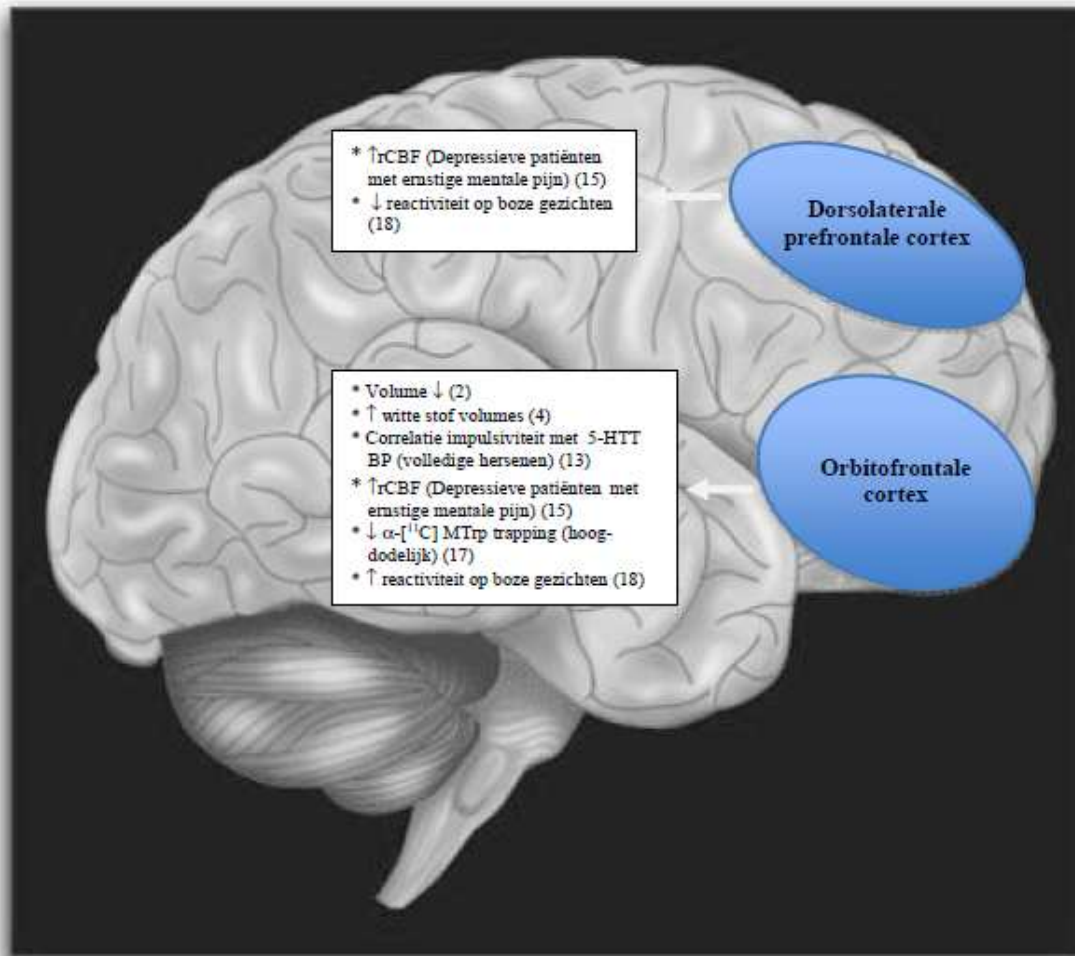 * ↑rCBF (Depressieve patiënten
met ernstige mentale pijn) (15)
* ↓ reactiviteit op boze gezichten
(18)
Dorsolaterale
prefrontale cortex
* Volume ↓ (2)
* ↑ witte stof volumes (4)
* Correlatie impulsiviteit met 5-HTT
BP (volledige hersenen) (13)
* ↑rCBF (Depressieve patiënten met
ernstige mentale pijn) (15)
* ↓ α-[¹¹C] MTrp trapping (hoog-
dodelijk) (17)
* ↑ reactiviteit op boze gezichten (18)
Orbitofrontale
cortex